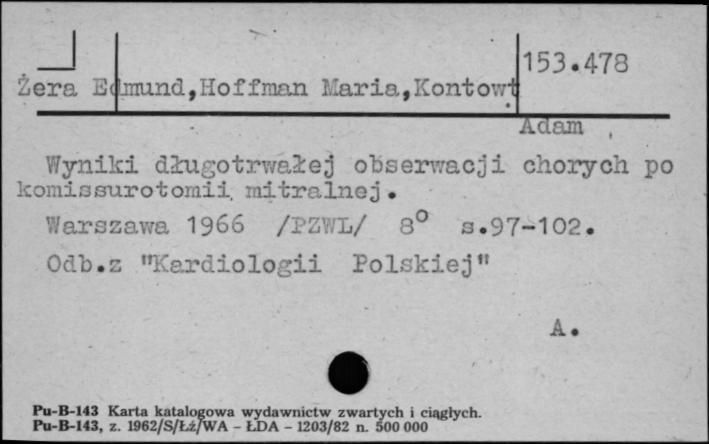 153.478
Żera Edmund,Hoffman Maria,Kontowt
Adam
Wyniki długotrwałej obserwacji chorych po
komissurotomii mitralnej.
Warszawa 1966 /PZWL/ 8° s.97-102.
Odb.z "Kardiologii Polskiej"
A.
Pu-B-143 Karta katalogowa wydawnictw zwartych i ciągłych.
Pu-B-143, z. 1962/S/Łź/WA - ŁDA - 1203/82 n. 500 000